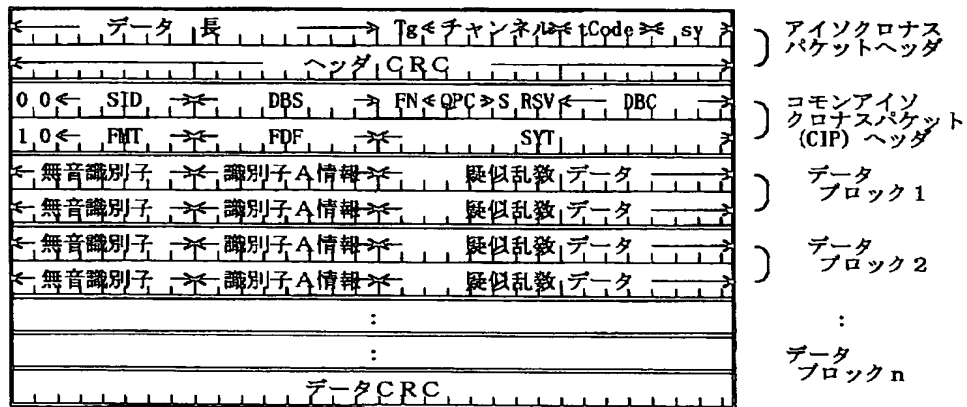 データ長 Tg チャンネル tCode sy
アイソクロナス
パケットヘッダ
ヘッダCRC
00 SID DBS FN QPC S RSV DBC
コモンアイソ
クロナスパケット
(CIP) ヘッダ
10 FMT FDF SYT
無音識別子 識別子A情報 疑似乱数データ
データ
ブロック1
無音識別子 識別子A情報 疑似乱数データ
無音識別子 識別子A情報 疑似乱数データ
データ
ブロック2
無音識別子 識別子A情報 疑似乱数データ
:
:
:
データ
ブロックn
データCRC